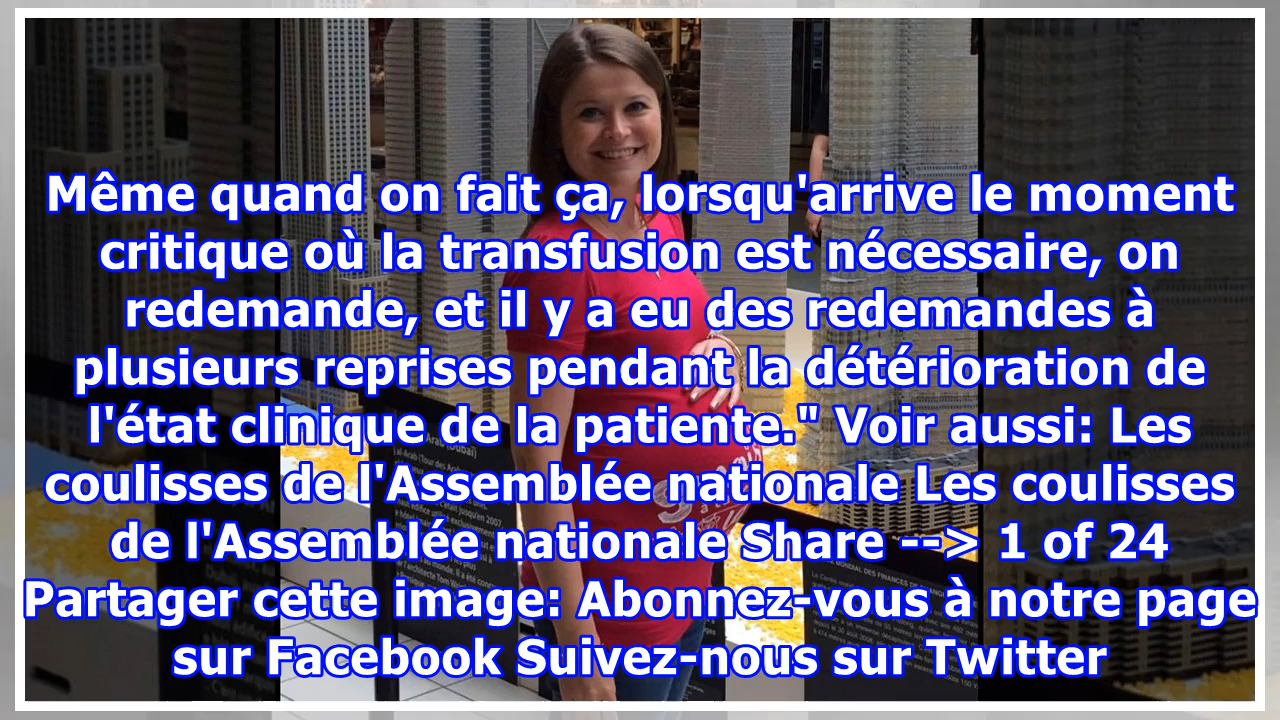 Même quand on fait ça, lorsqu'arrive le moment
critique où la transfusion est nécessaire, on
redemande, et il y a eu des redemandes à
plusieurs reprises pendant la détérioration de
l'état clinique de la patiente." Voir aussi: Les
coulisses de l'Assemblée nationale Les coulisses
de l'Assemblée nationale Share --> 1 of 24
Partager cette image: Abonnez-vous à notre page
sur Facebook Suivez-nous sur Twitter